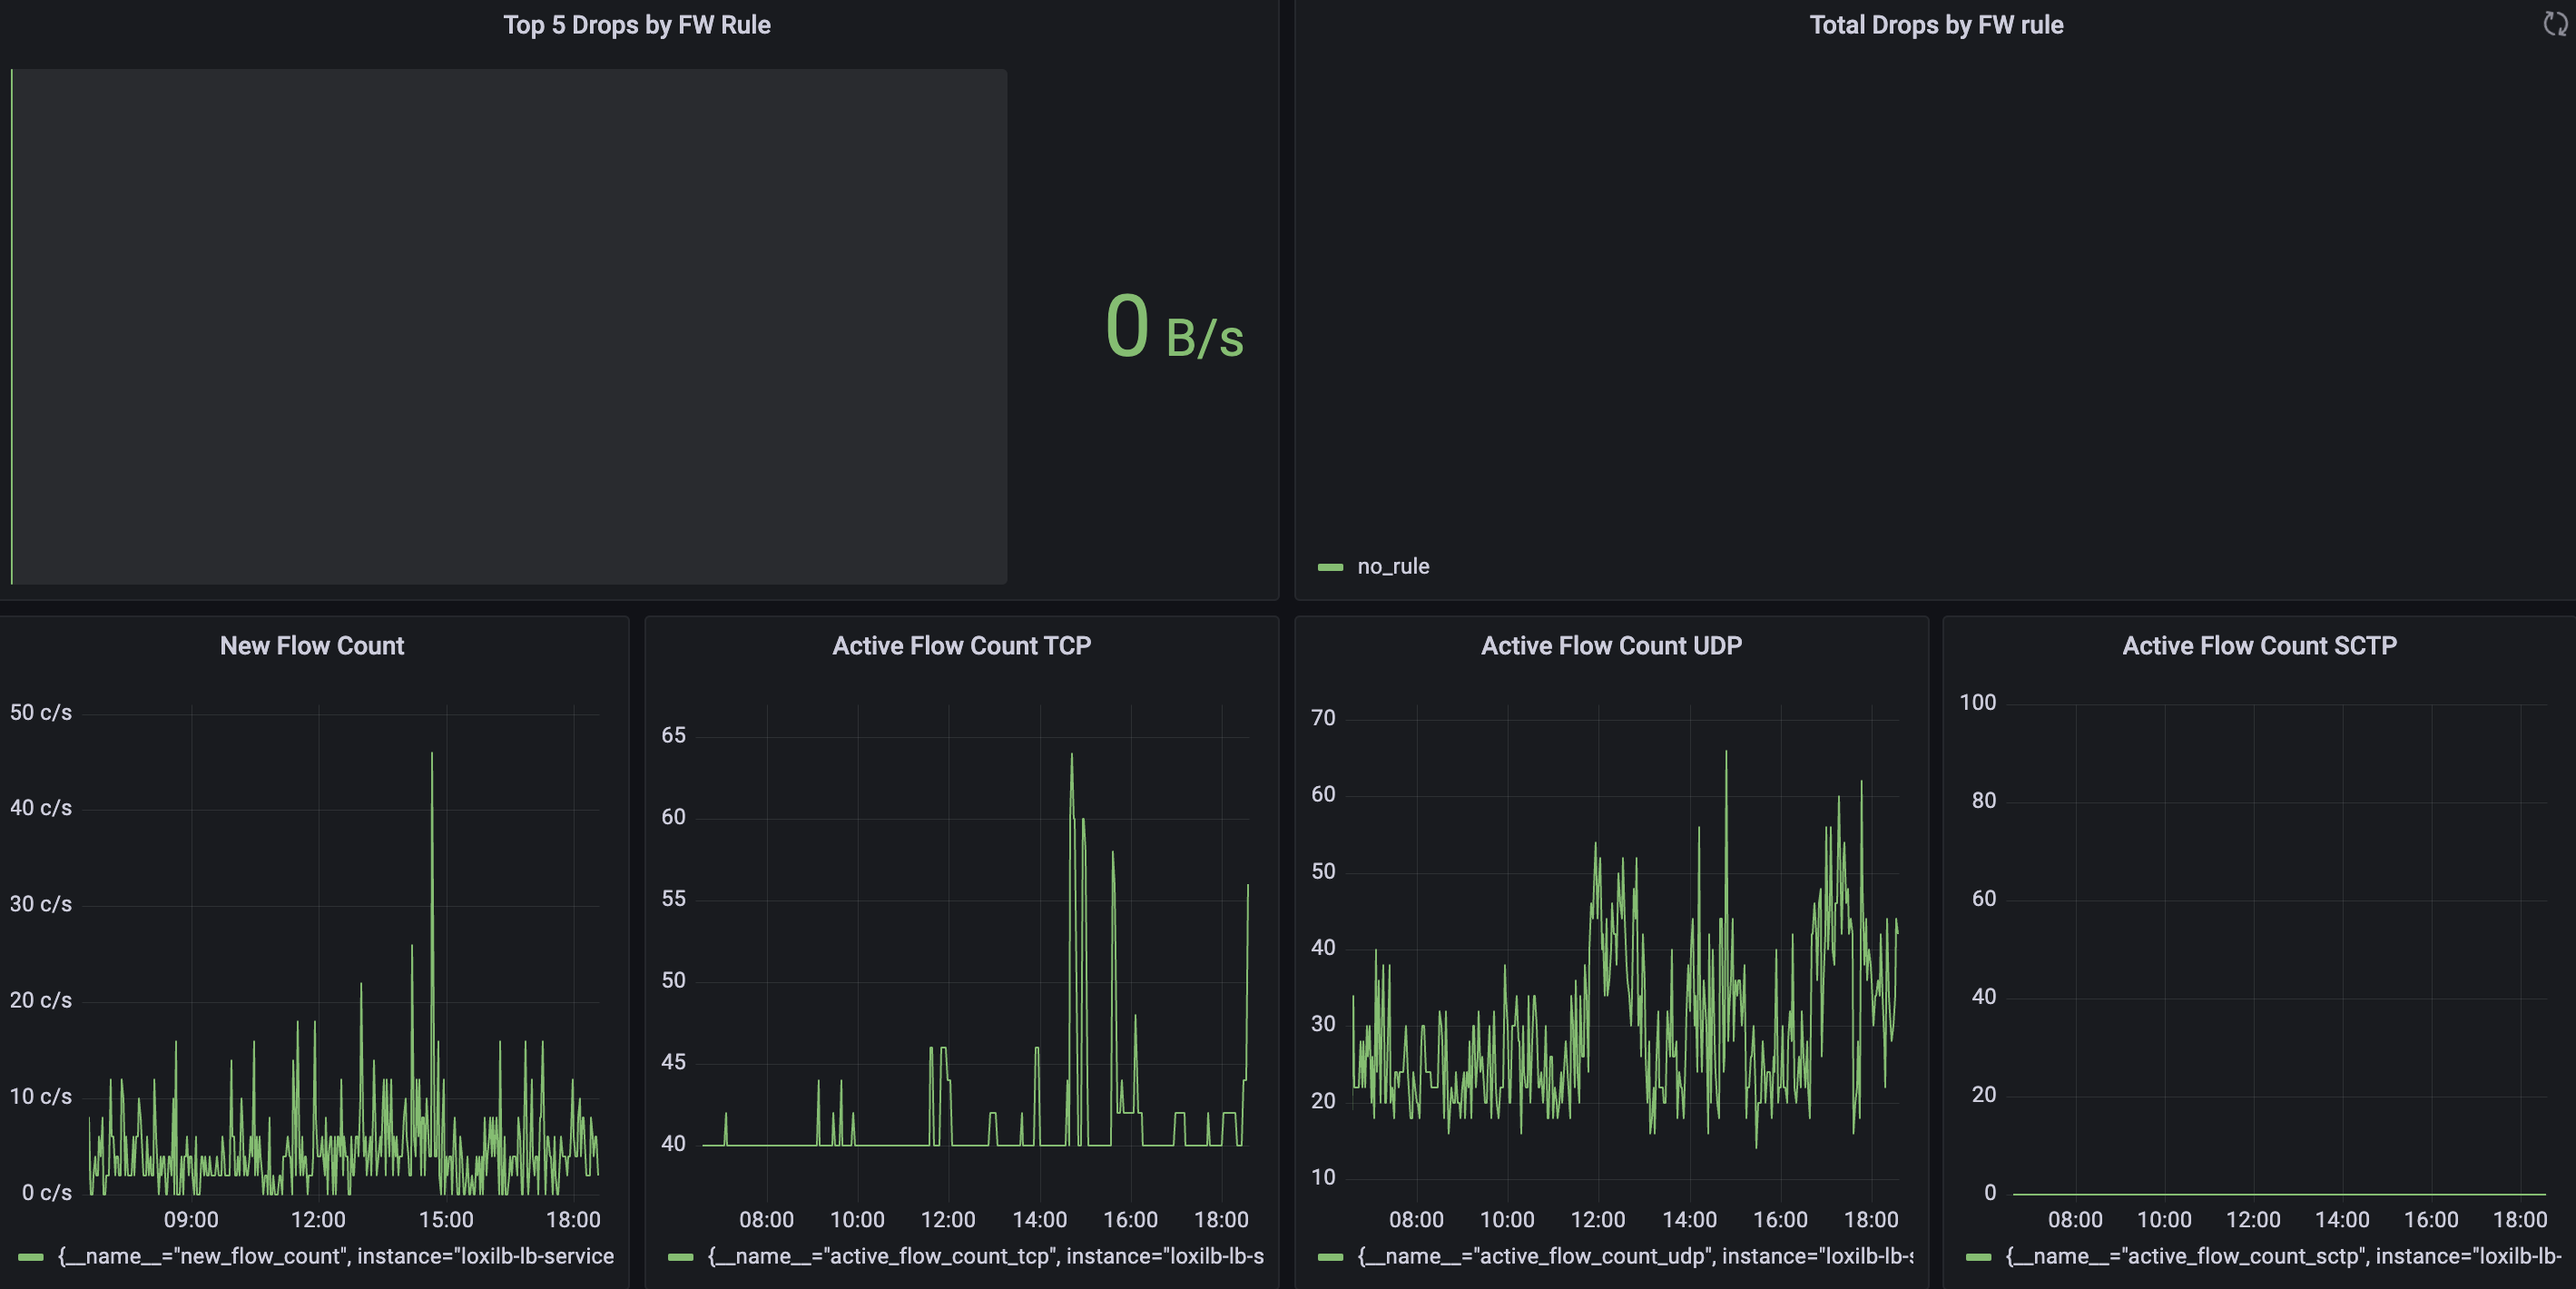 Top 5 Drops by FW Rule
0 B/s
Total Drops by FW rule
no_rule
New Flow Count
50 c/s
40 c/s
30 c/s
20 c/s
10 c/s
0 c/s
09:00 12:00 15:00 18:00
{__name__="new_flow_count", instance="loxilb-lb-service
Active Flow Count TCP
65
60
55
50
45
40
08:00 10:00 12:00 14:00 16:00 18:00
{__name__="active_flow_count_tcp", instance="loxilb-lb-s
Active Flow Count UDP
70
60
50
40
30
20
10
08:00 10:00 12:00 14:00 16:00 18:00
{__name__="active_flow_count_udp", instance="loxilb-lb-s
Active Flow Count SCTP
100
80
60
40
20
0
08:00 10:00 12:00 14:00 16:00 18:00
{__name__="active_flow_count_sctp", instance="loxilb-lb-